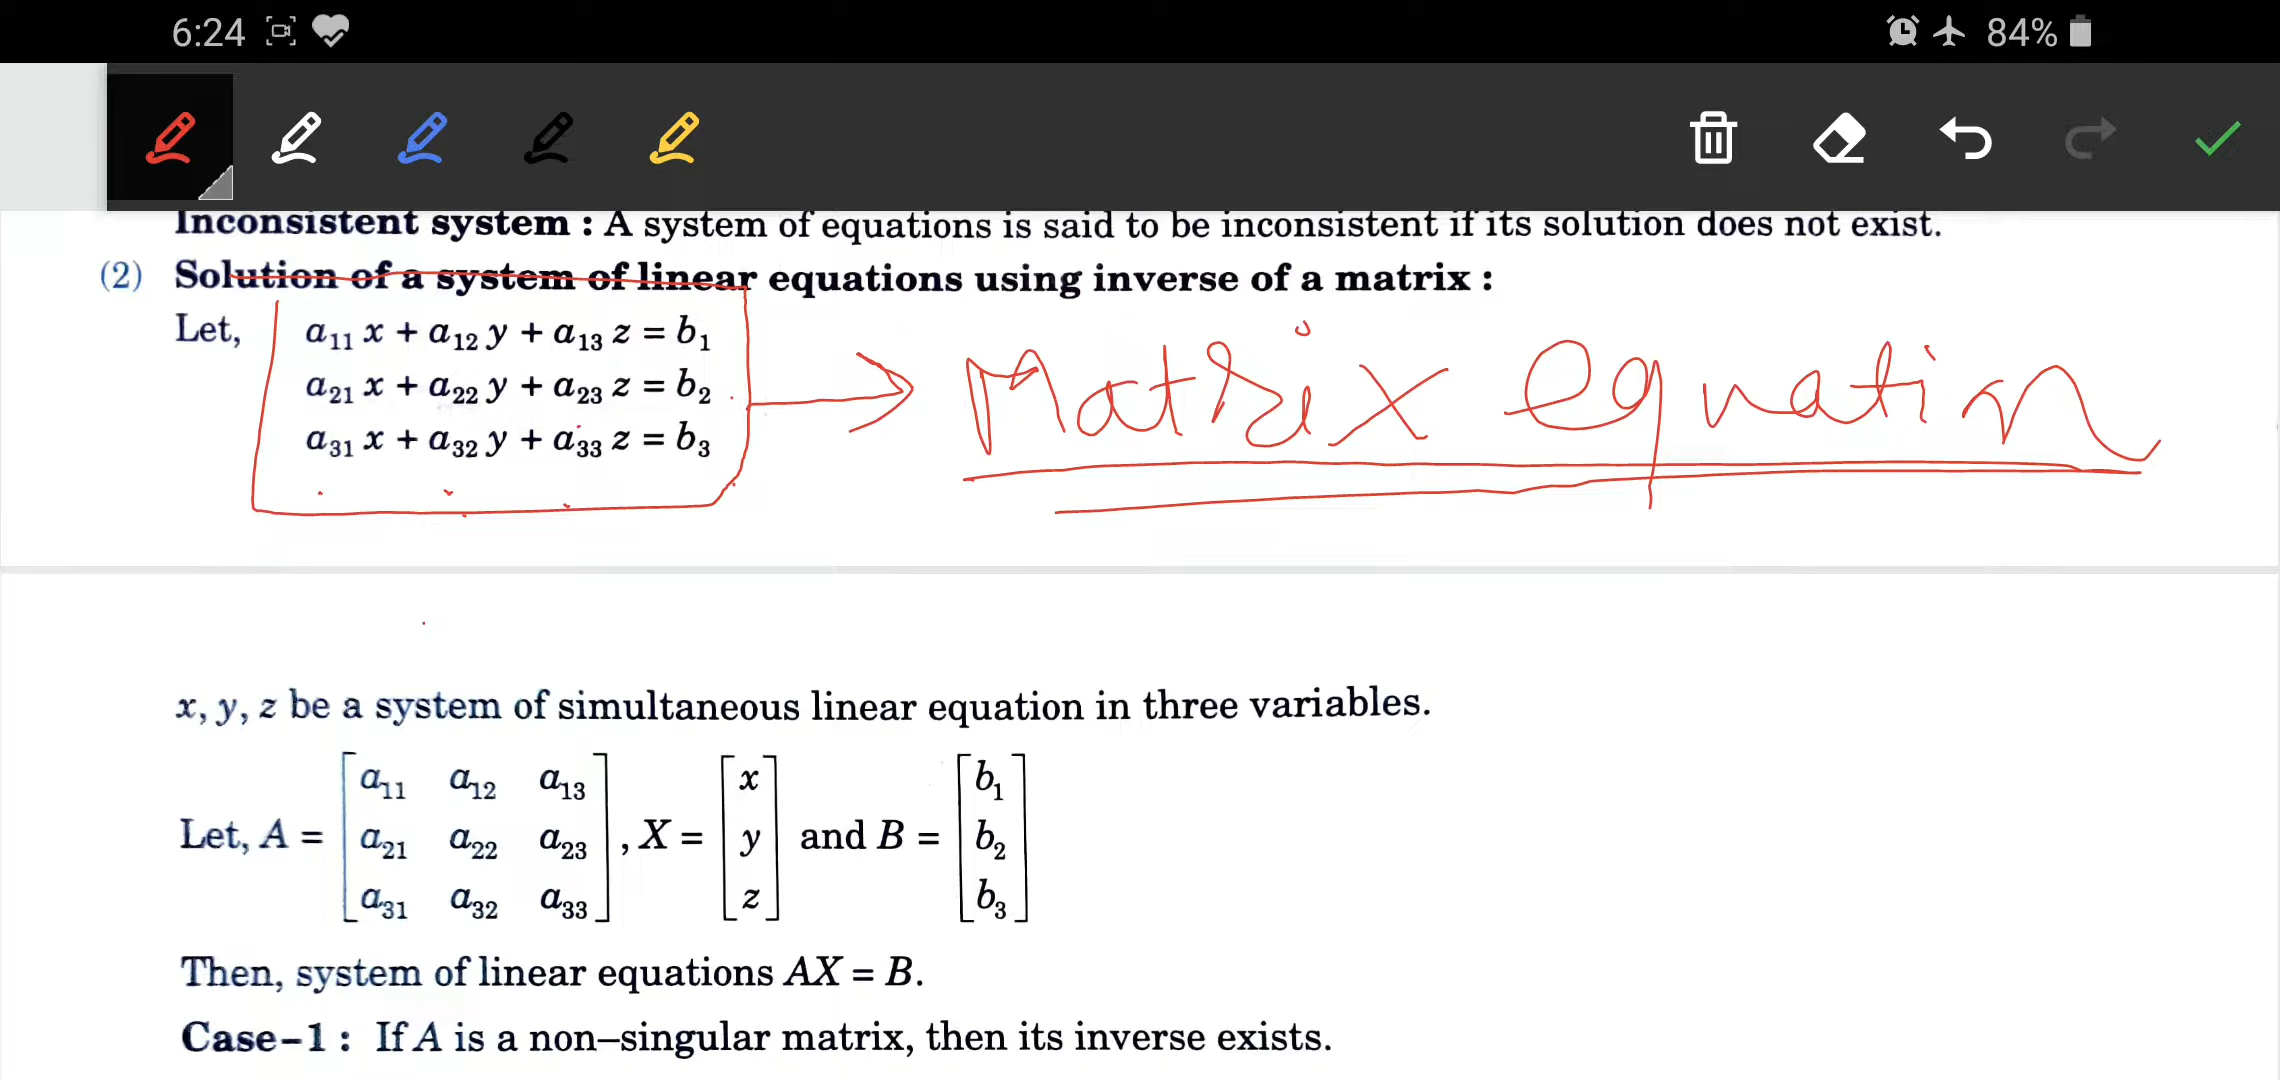 6:24 84%
Inconsistent system : A system of equations is said to be inconsistent if its solution does not exist.
(2) Solution of a system of linear equations using inverse of a matrix :
Let, a₁₁ x + a₁₂ y + a₁₃ z = b₁
a₂₁ x + a₂₂ y + a₂₃ z = b₂
a₃₁ x + a₃₂ y + a₃₃ z = b₃
Matrix equation
x, y, z be a system of simultaneous linear equation in three variables.
a₁₁ a₁₂ a₁₃ x b₁
Let, A = a₂₁ a₂₂ a₂₃ , X = y and B = b₂
a₃₁ a₃₂ a₃₃ z b₃
Then, system of linear equations AX = B.
Case–1 : If A is a non–singular matrix, then its inverse exists.